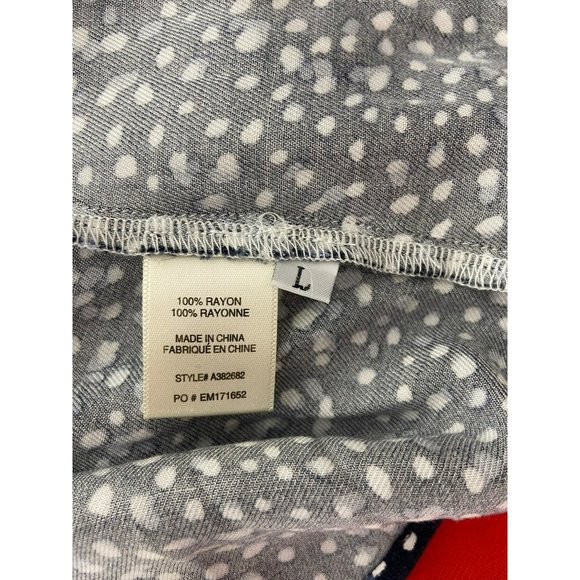 100% RAYON
100% RAYONNE
MADE IN CHINA
FABRIQUÉ EN CHINE
STYLE# A382682
PO # EM171652
L